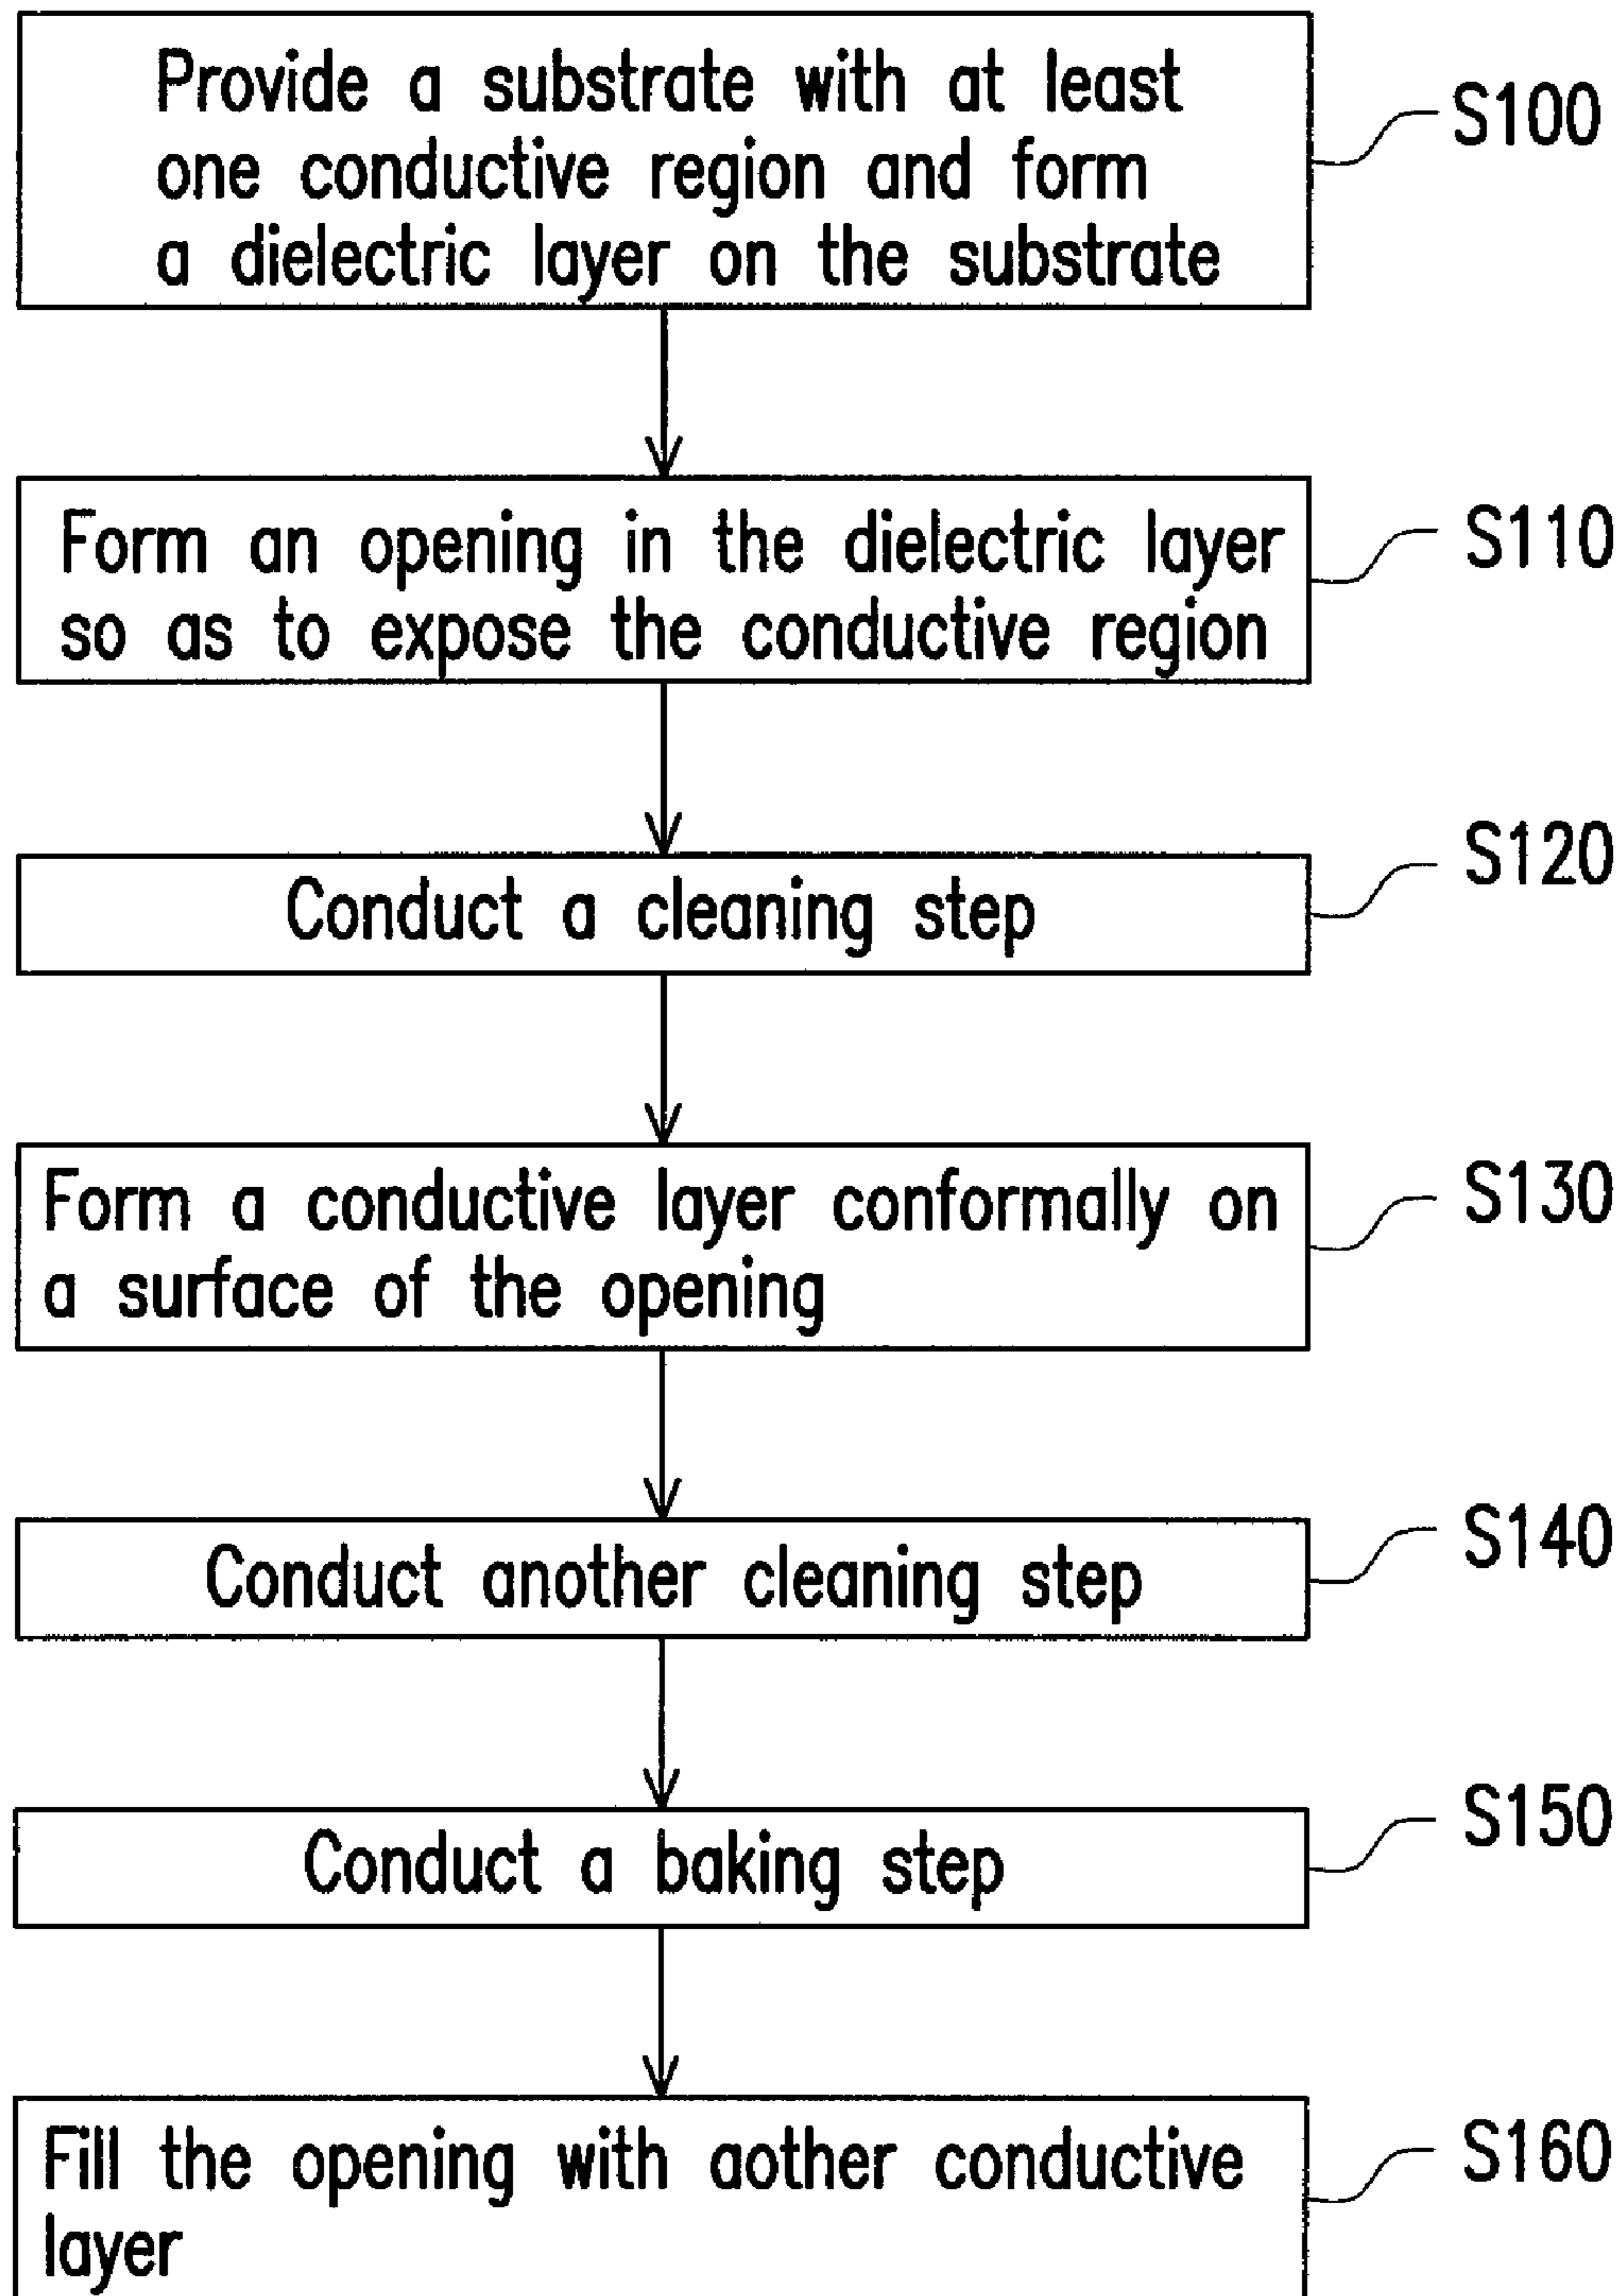 Provide a substrate with at least
one conductive region and form
a dielectric layer on the substrate
S100
Form an opening in the dielectric layer
so as to expose the conductive region
S110
Conduct a cleaning step
S120
Form a conductive layer conformally on
a surface of the opening
S130
Conduct another cleaning step
S140
Conduct a baking step
S150
Fill the opening with aother conductive
layer
S160